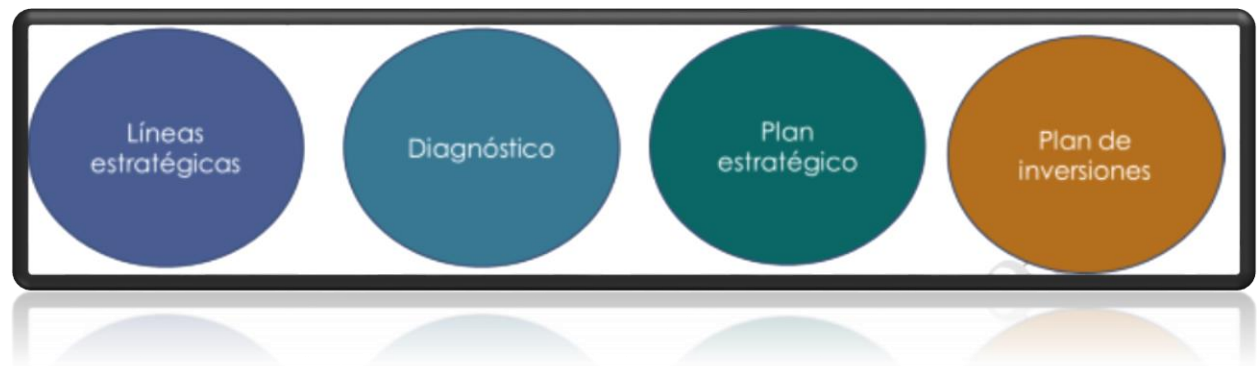 Líneas
estratégicas
Diagnóstico
Plan
estratégico
Plan de
inversiones